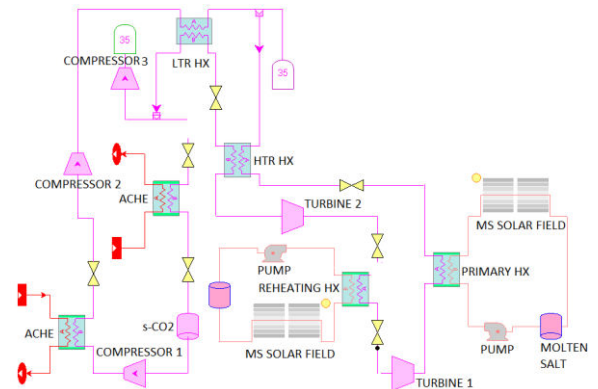 35
COMPRESSOR 3
LTR HX
35
COMPRESSOR 2
ACHE
HTR HX
TURBINE 2
MS SOLAR FIELD
PUMP
REHEATING HX
PRIMARY HX
s-CO2
MS SOLAR FIELD
PUMP
MOLTEN
SALT
ACHE
COMPRESSOR 1
TURBINE 1